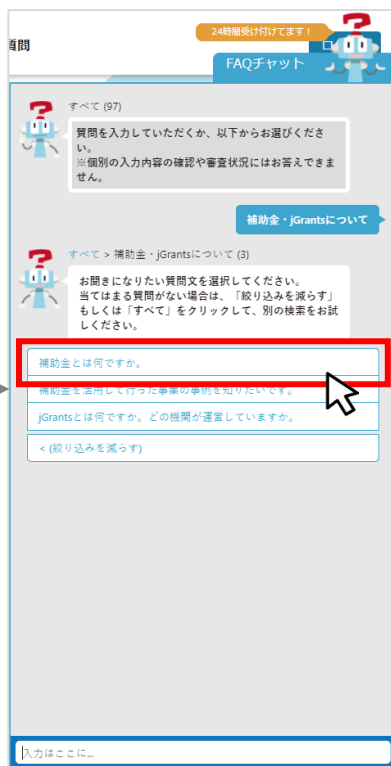 質問
24時間受け付けてます！
FAQチャット
すべて (97)
質問を入力していただくか、以下からお選びくださ
い。
※個別の入力内容の確認や審査状況にはお答えできま
せん。
補助金・jGrantsについて
すべて > 補助金・jGrantsについて (3)
お聞きになりたい質問文を選択してください。
当てはまる質問がない場合は、「絞り込みを減らす」
もしくは「すべて」をクリックして、別の検索をお試
しください。
補助金とは何ですか。
補助金を活用して行った事業の事例を知りたいです。
jGrantsとは何ですか。どの機関が運営していますか。
< (絞り込みを減らす)
入力はここに...